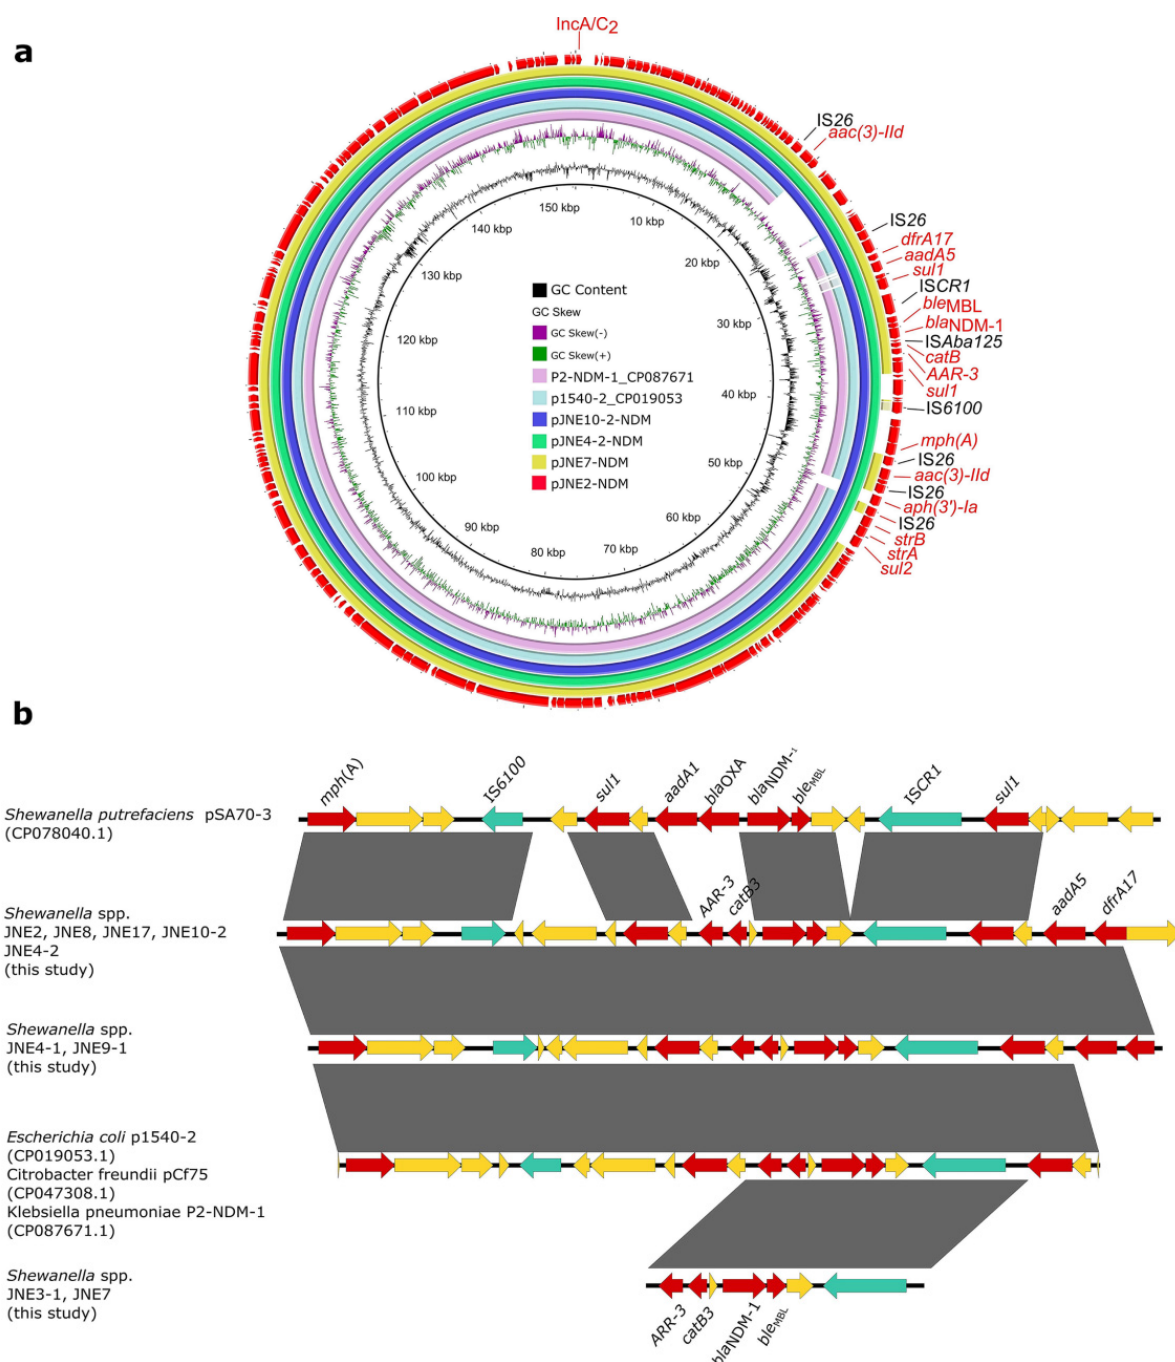 a
IncA/C2
IS26
aac(3)-IId
IS26
dfrA17
aadA5
sul1
ISCR1
bleMBL
blaNDM-1
ISAba125
catB
AAR-3
sul1
IS6100
mph(A)
IS26
aac(3)-IId
IS26
aph(3')-Ia
IS26
strB
strA
sul2
150 kbp
10 kbp
20 kbp
30 kbp
40 kbp
50 kbp
60 kbp
70 kbp
80 kbp
90 kbp
100 kbp
110 kbp
120 kbp
130 kbp
140 kbp
GC Content
GC Skew
GC Skew(-)
GC Skew(+)
P2-NDM-1_CP087671
p1540-2_CP019053
pJNE10-2-NDM
pJNE4-2-NDM
pJNE7-NDM
pJNE2-NDM
b
mph(A)
IS6100
sul1
aadA1
blaOXA
blaNDM-1
bleMBL
ISCR1
sul1
Shewanella putrefaciens pSA70-3
(CP078040.1)
AAR-3
catB3
aadA5
dfrA17
Shewanella spp.
JNE2, JNE8, JNE17, JNE10-2
JNE4-2
(this study)
Shewanella spp.
JNE4-1, JNE9-1
(this study)
Escherichia coli p1540-2
(CP019053.1)
Citrobacter freundii pCf75
(CP047308.1)
Klebsiella pneumoniae P2-NDM-1
(CP087671.1)
Shewanella spp.
JNE3-1, JNE7
(this study)
ARR-3
catB3
blaNDM-1
bleMBL